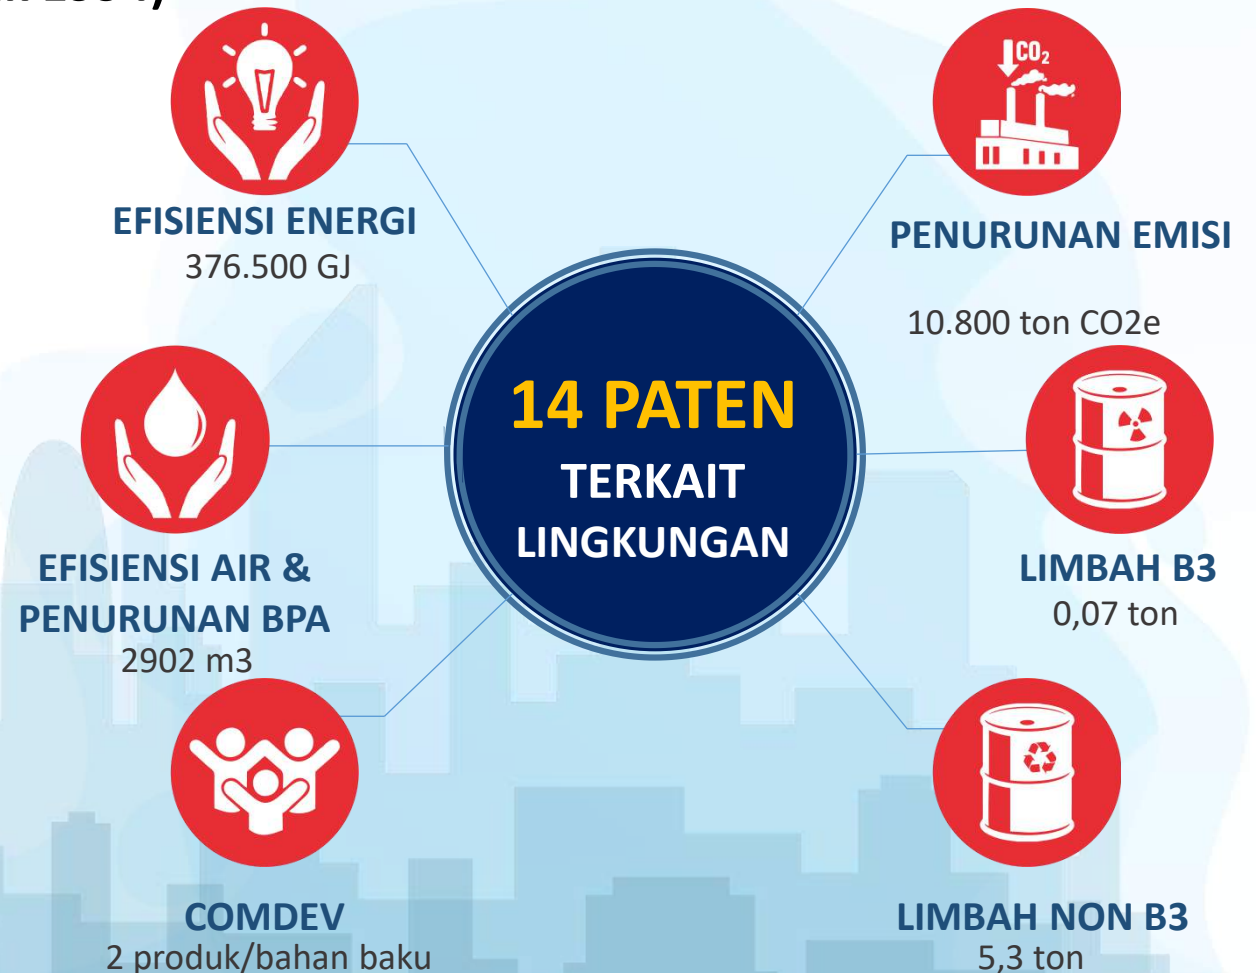 EFISIENSI ENERGI
376.500 GJ
EFISIENSI AIR &
PENURUNAN BPA
2902 m3
COMDEV
2 produk/bahan baku
14 PATEN
TERKAIT
LINGKUNGAN
CO2
PENURUNAN EMISI
10.800 ton CO2e
LIMBAH B3
0,07 ton
LIMBAH NON B3
5,3 ton